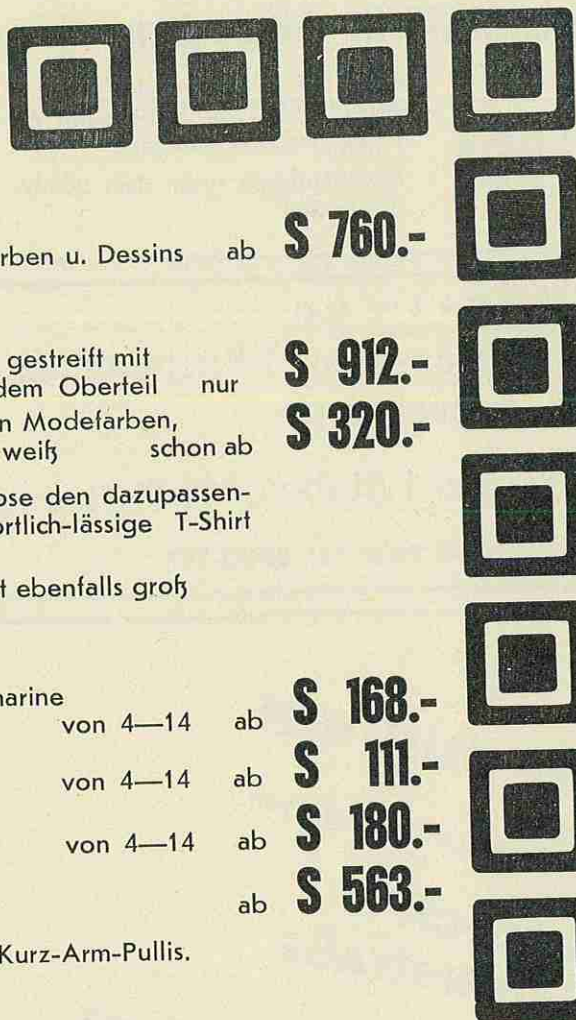 rben u. Dessins ab S 760.-
gestreift mit
dem Oberteil nur S 912.-
n Modefarben,
weiß schon ab S 320.-
ose den dazupassen-
ortlich-lässige T-Shirt
t ebenfalls groß
narine
von 4—14 ab S 168.-
von 4—14 ab S 111.-
von 4—14 ab S 180.-
ab S 563.-
Kurz-Arm-Pullis.